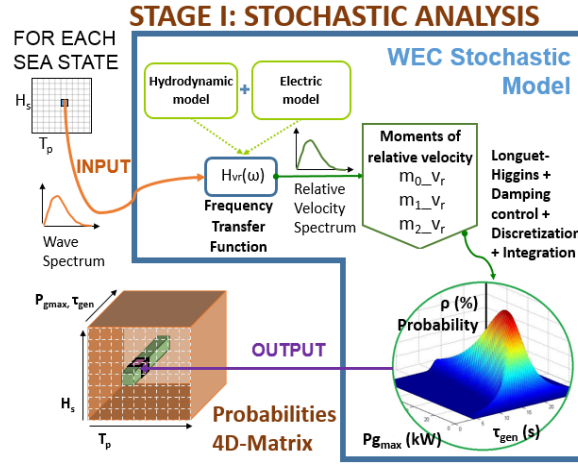 STAGE I: STOCHASTIC ANALYSIS
FOR EACH
SEA STATE
WEC Stochastic
Model
Hydrodynamic
model
+
Electric
model
Hs
Tp
INPUT
HVr(ω)
Frequency
Transfer
Function
Wave
Spectrum
Relative
Velocity
Spectrum
Moments of
relative velocity
m0_vr
m1_vr
m2_vr
Longuet-
Higgins +
Damping
control +
Discretization
+ Integration
Pgmax, τgen
Hs
Tp
OUTPUT
Probabilities
4D-Matrix
ρ (%)
Probability
Pgmax (kW)
τgen (s)